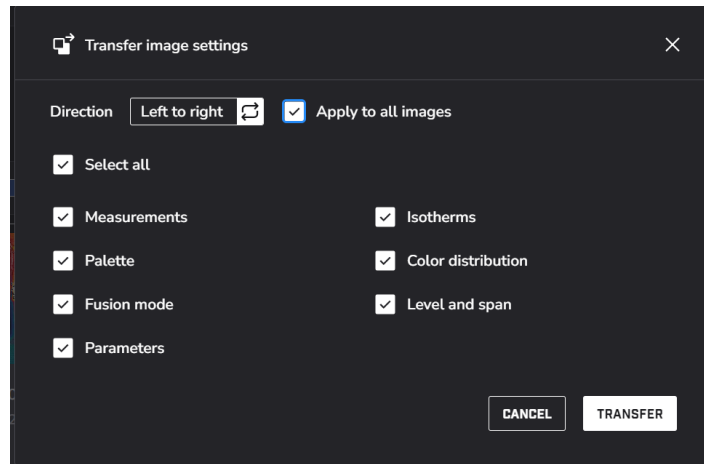 Transfer image settings
Direction Left to right Apply to all images
Select all
Measurements Isotherms
Palette Color distribution
Fusion mode Level and span
Parameters
CANCEL TRANSFER